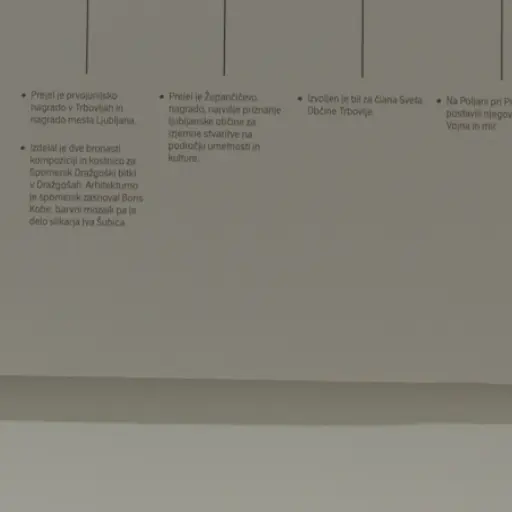 Prejel je prvojunijsko
nagrado v Trbovljah in
nagrado mesta Ljubljana.
Izdelal je dve bronasti
kompoziciji in kostnico za
Spomenik Dražgoški bitki
v Dražgošah. Arhitekturno
je spomenik zasnoval Boris
Kobe; barvni mozaik pa je
delo slikarja Iva Šubica.
Prejel je Župančičevo
nagrado, najvišje priznanje
ljubljanske občine za
izjemne stvaritve na
področju umetnosti in
kulture.
Izvoljen je bil za člana Sveta
Občine Trbovlje.
Na Poljani pri Pr
postavili njegov
Vojna in mir.